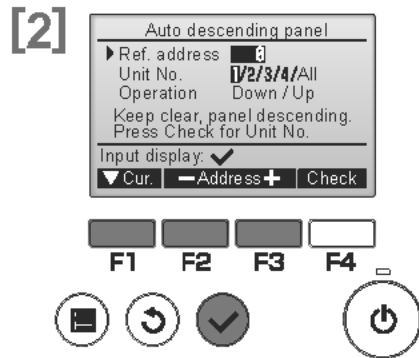 [2]
Auto descending panel
Ref. address 0
Unit No. 1/2/3/4/All
Operation Down / Up
Keep clear, panel descending.
Press Check for Unit No.
Input display: ✔
▼ Cur. −Address+ Check
F1 F2 F3 F4